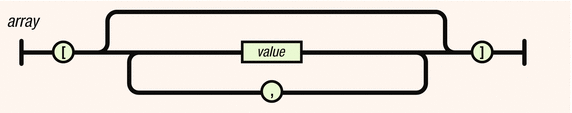 array
[ value ]
,